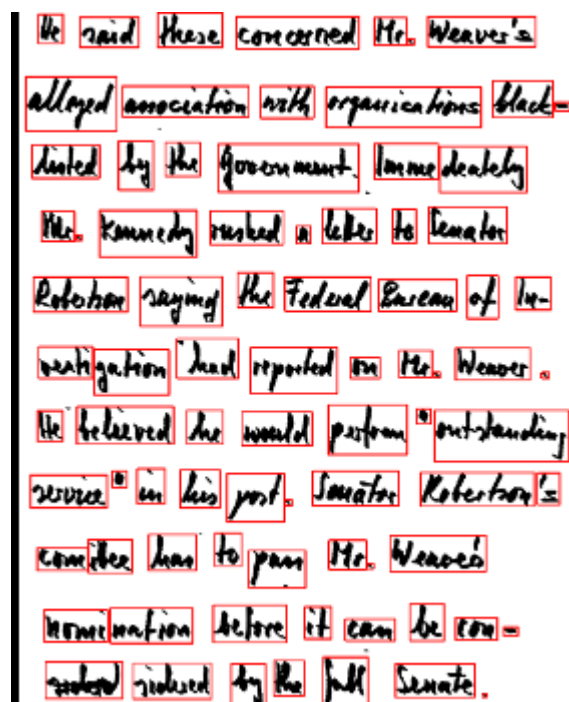 He said these concerned Mr. Weaver's
alleged association with organisations black-
listed by the Government. Immedeately
Mr. Kennedy rushed a letter to Senator
Robertson saying the Federal Bureau of In-
vestigation had reported on Mr. Weaver.
He believed he would perform "outstanding
service" in his post. Senator Robertson's
comitee has to pass Mr. Weaver's
nomination before it can be con-
sidered by the full Senate.